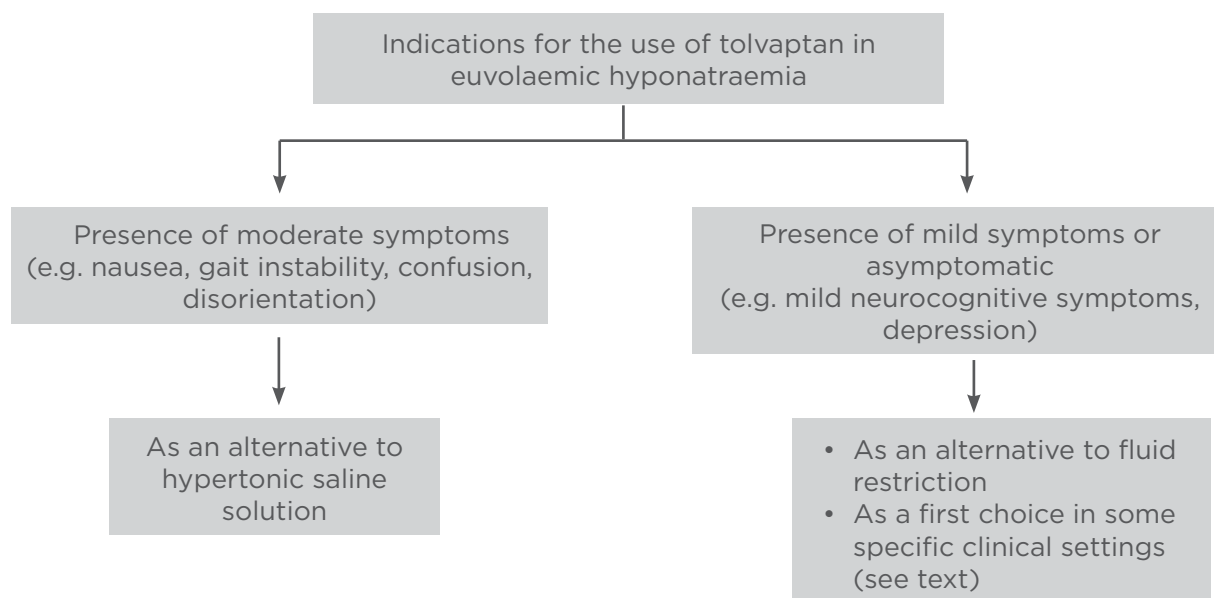 Indications for the use of tolvaptan in
euvolaemic hyponatraemia
Presence of moderate symptoms
(e.g. nausea, gait instability, confusion,
disorientation)
Presence of mild symptoms or
asymptomatic
(e.g. mild neurocognitive symptoms,
depression)
As an alternative to
hypertonic saline
solution
• As an alternative to fluid
restriction
• As a first choice in some
specific clinical settings
(see text)